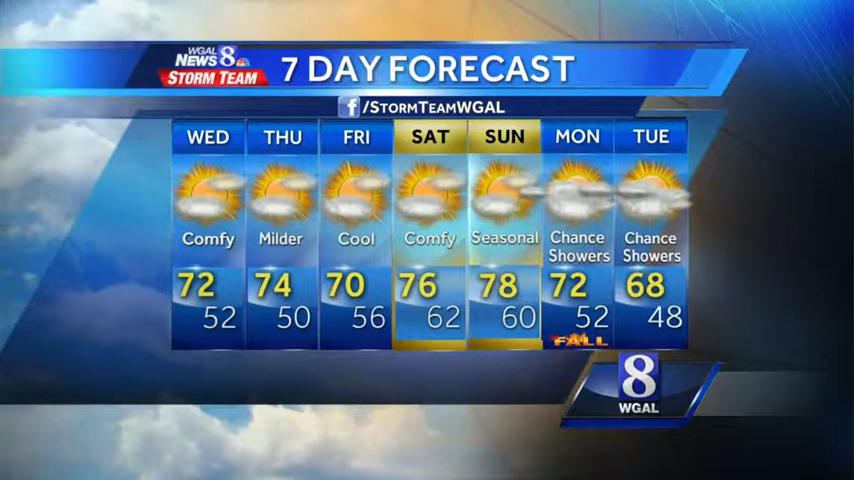 WGAL
NEWS 8
STORM TEAM
7 DAY FORECAST
f /STORMTEAMWGAL
WED THU FRI SAT SUN MON TUE
Comfy Milder Cool Comfy Seasonal Chance Showers Chance Showers
72 74 70 76 78 72 68
52 50 56 62 60 52 48
FALL
8
WGAL